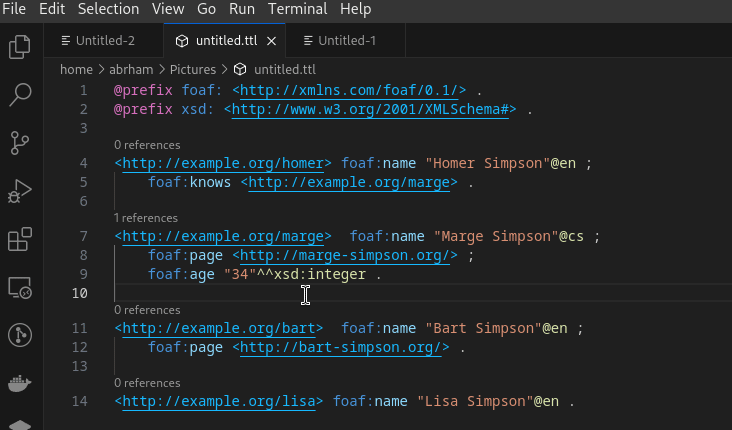 File Edit Selection View Go Run Terminal Help
Untitled-2 untitled.ttl Untitled-1
home > abrham > Pictures > untitled.ttl
1 @prefix foaf: <http://xmlns.com/foaf/0.1/> .
2 @prefix xsd: <http://www.w3.org/2001/XMLSchema#> .
3
0 references
4 <http://example.org/homer> foaf:name "Homer Simpson"@en ;
5     foaf:knows <http://example.org/marge> .
6
1 references
7 <http://example.org/marge>  foaf:name "Marge Simpson"@cs ;
8     foaf:page <http://marge-simpson.org/> ;
9     foaf:age "34"^^xsd:integer .
10
0 references
11 <http://example.org/bart>  foaf:name "Bart Simpson"@en ;
12     foaf:page <http://bart-simpson.org/> .
13
0 references
14 <http://example.org/lisa> foaf:name "Lisa Simpson"@en .